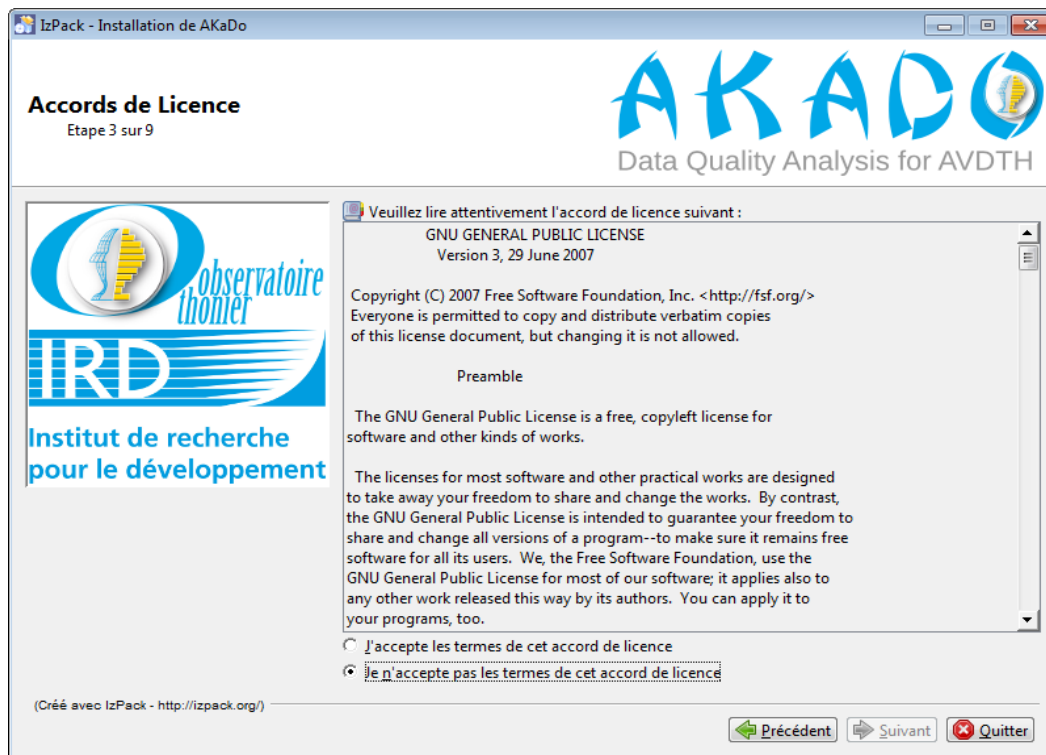 IzPack - Installation de AKaDo
Accords de Licence
Etape 3 sur 9
AKADO
Data Quality Analysis for AVDTH
Observatoire
thonier
IRD
Institut de recherche
pour le développement
Veuillez lire attentivement l'accord de licence suivant :
GNU GENERAL PUBLIC LICENSE
Version 3, 29 June 2007
Copyright (C) 2007 Free Software Foundation, Inc. <http://fsf.org/>
Everyone is permitted to copy and distribute verbatim copies
of this license document, but changing it is not allowed.
Preamble
The GNU General Public License is a free, copyleft license for
software and other kinds of works.
The licenses for most software and other practical works are designed
to take away your freedom to share and change the works.  By contrast,
the GNU General Public License is intended to guarantee your freedom to
share and change all versions of a program--to make sure it remains free
software for all its users.  We, the Free Software Foundation, use the
GNU General Public License for most of our software; it applies also to
any other work released this way by its authors.  You can apply it to
your programs, too.
J'accepte les termes de cet accord de licence
Je n'accepte pas les termes de cet accord de licence
(Créé avec IzPack - http://izpack.org/)
Précédent
Suivant
Quitter